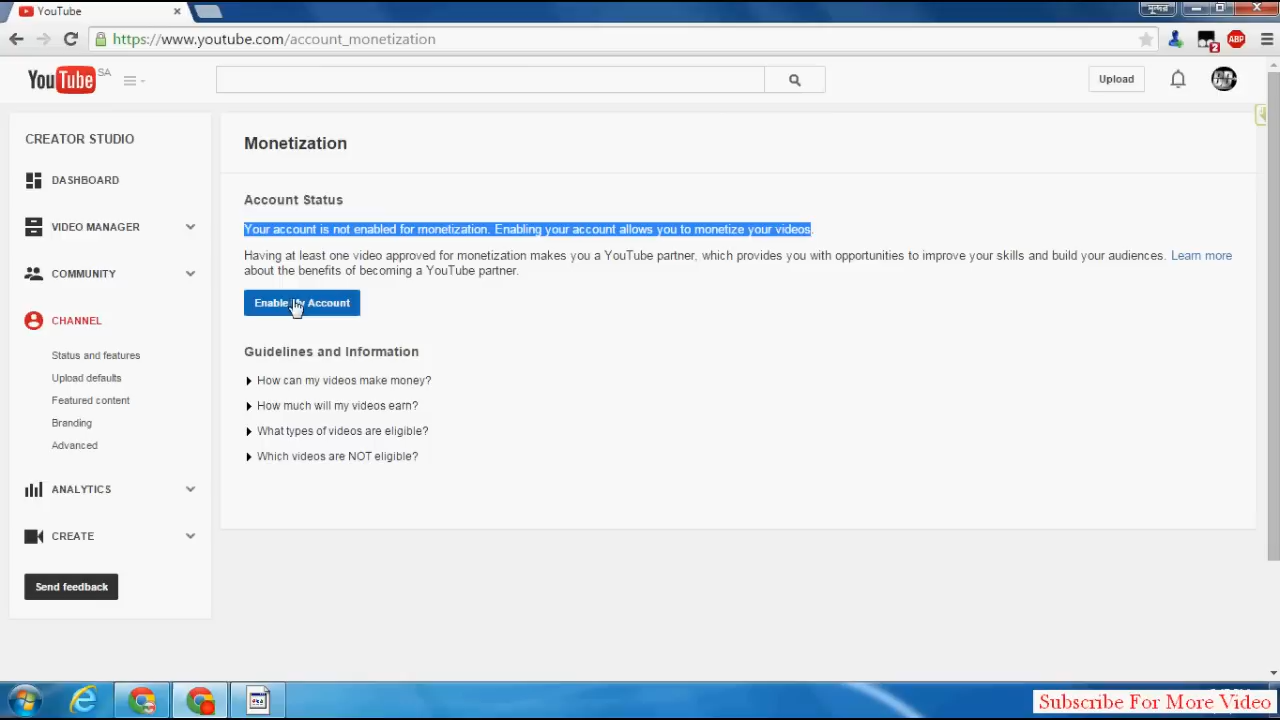 YouTube
https://www.youtube.com/account_monetization
2
ABP
YouTube SA
Upload
CREATOR STUDIO
DASHBOARD
VIDEO MANAGER
COMMUNITY
CHANNEL
Status and features
Upload defaults
Featured content
Branding
Advanced
ANALYTICS
CREATE
Send feedback
Monetization
Account Status
Your account is not enabled for monetization. Enabling your account allows you to monetize your videos.
Having at least one video approved for monetization makes you a YouTube partner, which provides you with opportunities to improve your skills and build your audiences. Learn more
about the benefits of becoming a YouTube partner.
Enable My Account
Guidelines and Information
How can my videos make money?
How much will my videos earn?
What types of videos are eligible?
Which videos are NOT eligible?
Subscribe For More Video